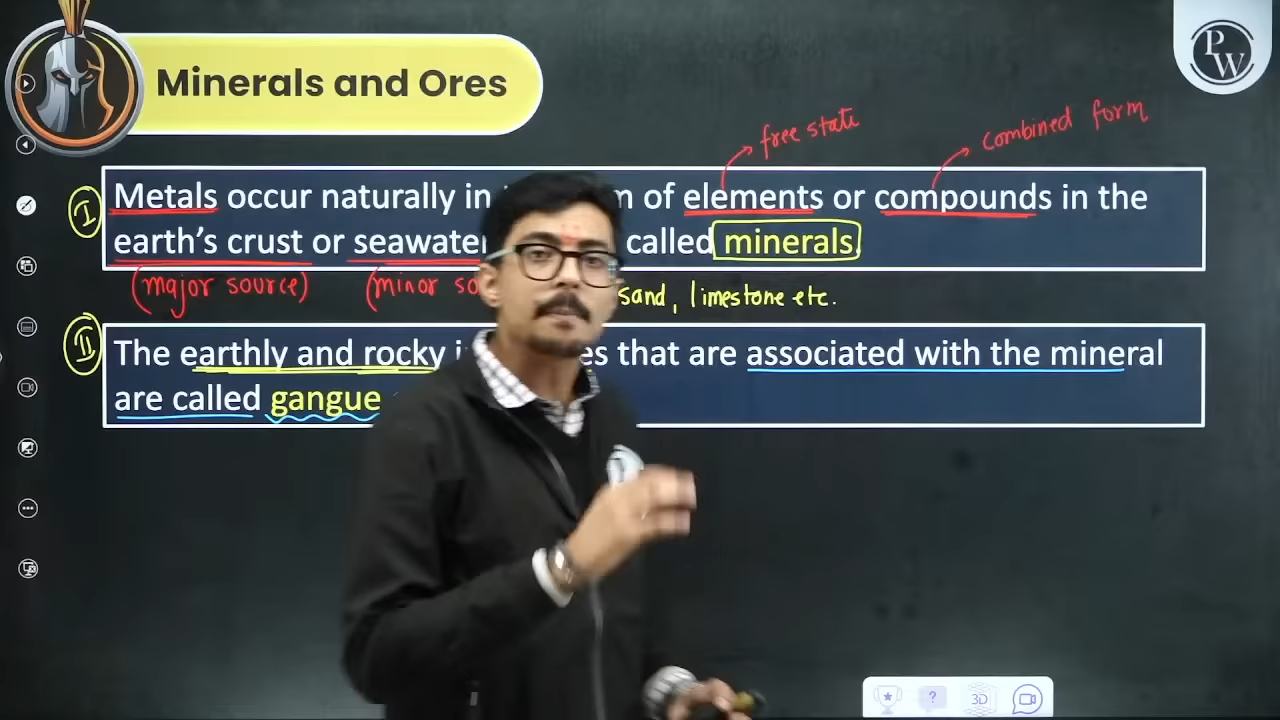 Minerals and Ores
PW
free state
combined form
I
Metals occur naturally in of elements or compounds in the
earth's crust or seawater called minerals.
(major source) (minor sand, limestone etc.
II
The earthly and rocky that are associated with the mineral
are called gangue
?
3D